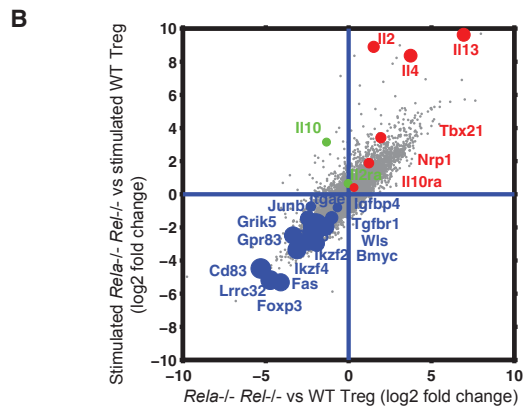 B
Stimulated Rela-/- Rel-/- vs stimulated WT Treg
(log2 fold change)
10
8
6
4
2
0
−2
−4
−6
−8
−10
Il2
Il13
Il4
Il10
Tbx21
Nrp1
Il10ra
Itgae
Junb
Igfbp4
Grik5
Tgfbr1
Gpr83
Wls
Ikzf2
Bmyc
Ikzf4
Cd83
Fas
Lrrc32
Foxp3
−10
−5
0
5
10
Rela-/- Rel-/- vs WT Treg (log2 fold change)